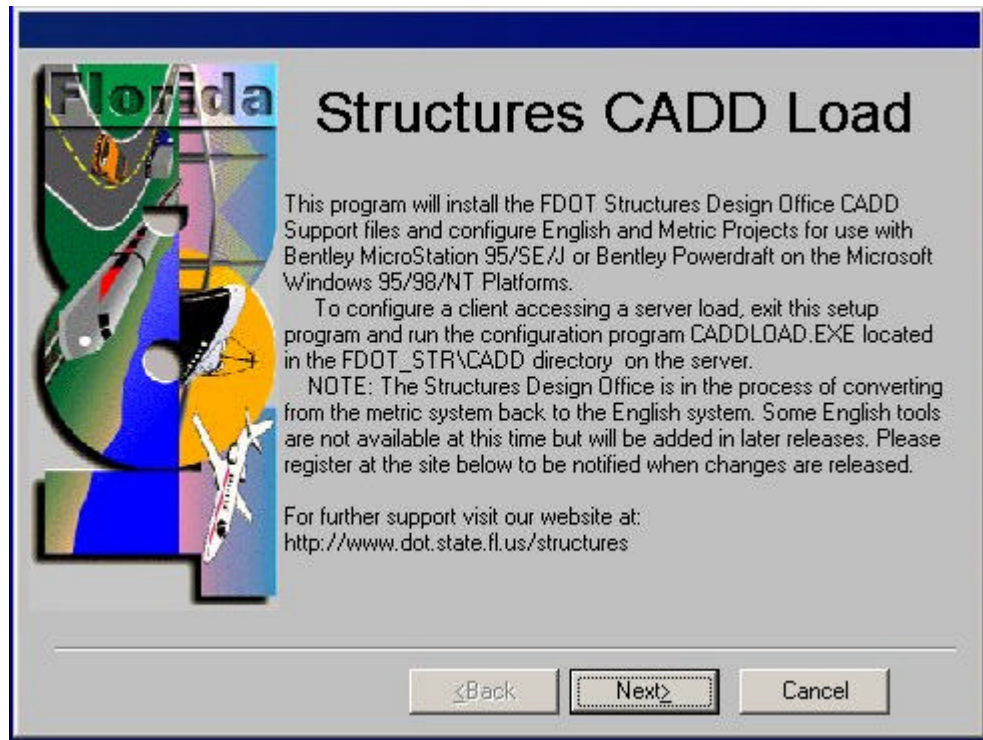 Florida
Structures CADD Load
This program will install the FDOT Structures Design Office CADD
Support files and configure English and Metric Projects for use with
Bentley MicroStation 95/SE/J or Bentley Powerdraft on the Microsoft
Windows 95/98/NT Platforms.
To configure a client accessing a server load, exit this setup
program and run the configuration program CADDLOAD.EXE located
in the FDOT_STR\CADD directory on the server.
NOTE: The Structures Design Office is in the process of converting
from the metric system back to the English system. Some English tools
are not available at this time but will be added in later releases. Please
register at the site below to be notified when changes are released.
For further support visit our website at:
http://www.dot.state.fl.us/structures
<Back
Next>
Cancel